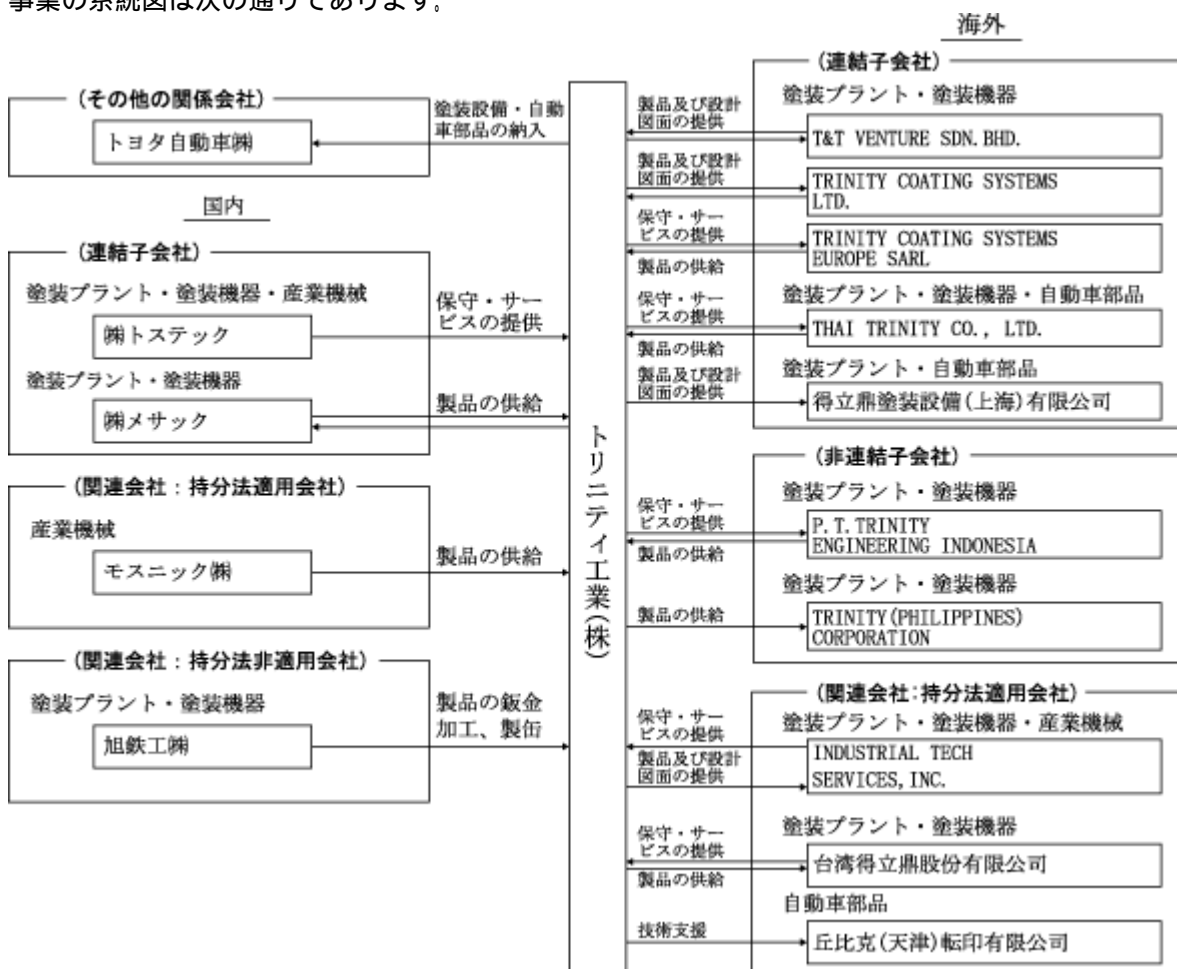 事業の系統図は次の通りであります。
海外
(その他の関係会社)
トヨタ自動車㈱
塗装設備・自動
車部品の納入
国内
(連結子会社)
塗装プラント・塗装機器・産業機械
㈱トステック
保守・サー
ビスの提供
塗装プラント・塗装機器
㈱メサック
製品の供給
(関連会社:持分法適用会社)
産業機械
モスニック㈱
製品の供給
(関連会社:持分法非適用会社)
塗装プラント・塗装機器
旭鉄工㈱
製品の鈑金
加工、製缶
トリニティ工業(株)
(連結子会社)
塗装プラント・塗装機器
製品及び設計
図面の提供
T&T VENTURE SDN.BHD.
製品及び設計
図面の提供
TRINITY COATING SYSTEMS
LTD.
保守・サー
ビスの提供
製品の供給
TRINITY COATING SYSTEMS
EUROPE SARL
塗装プラント・塗装機器・自動車部品
保守・サー
ビスの提供
製品の供給
THAI TRINITY CO., LTD.
塗装プラント・自動車部品
製品及び設計
図面の提供
得立鼎塗装設備(上海)有限公司
(非連結子会社)
塗装プラント・塗装機器
保守・サー
ビスの提供
製品の供給
P.T.TRINITY
ENGINEERING INDONESIA
塗装プラント・塗装機器
製品の供給
TRINITY(PHILIPPINES)
CORPORATION
(関連会社:持分法適用会社)
塗装プラント・塗装機器・産業機械
保守・サー
ビスの提供
製品及び設計
図面の提供
INDUSTRIAL TECH
SERVICES,INC.
塗装プラント・塗装機器
保守・サー
ビスの提供
製品の供給
台湾得立鼎股份有限公司
自動車部品
技術支援
丘比克(天津)転印有限公司